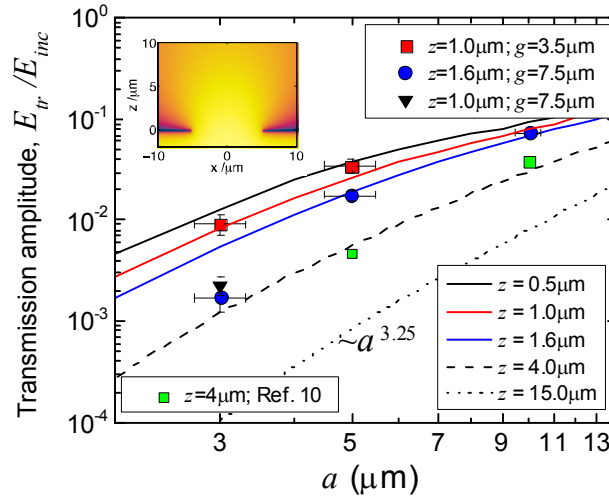 10
5
0
-10
0
10
z /µm
x /µm
z=1.0µm; g=3.5µm
z=1.6µm; g=7.5µm
z=1.0µm; g=7.5µm
10⁰
10⁻¹
10⁻²
10⁻³
10⁻⁴
Transmission amplitude, E_tr /E_inc
~a^3.25
z=4µm; Ref. 10
z = 0.5µm
z = 1.0µm
z = 1.6µm
z = 4.0µm
z = 15.0µm
3 5 7 9 11 13
a (µm)